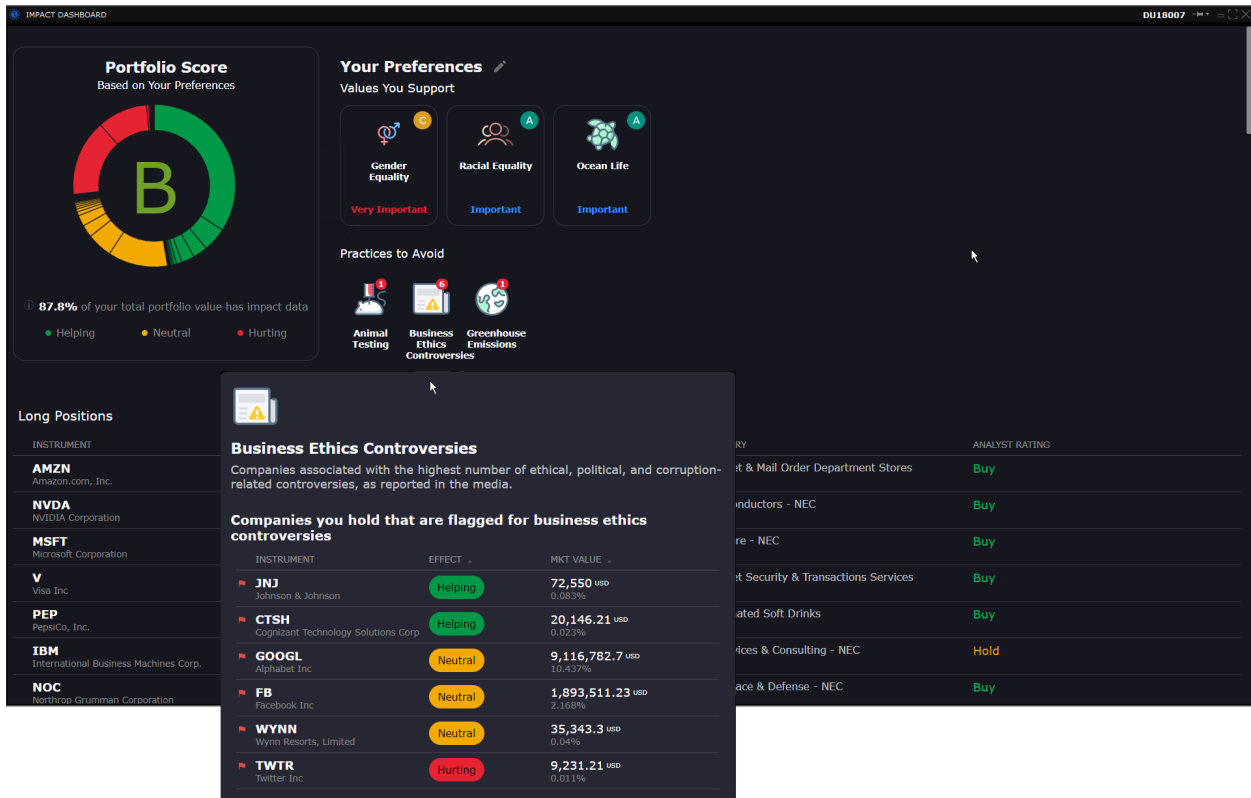 IMPACT DASHBOARD
DU18007
Portfolio Score
Based on Your Preferences
B
87.8% of your total portfolio value has impact data
Helping
Neutral
Hurting
Your Preferences
Values You Support
C
Gender
Equality
Very Important
A
Racial Equality
Important
A
Ocean Life
Important
Practices to Avoid
1
Animal
Testing
6
Business
Ethics
Controversies
1
Greenhouse
Emissions
Long Positions
INSTRUMENT
RY
ANALYST RATING
AMZN
Amazon.com, Inc.
et & Mail Order Department Stores
Buy
NVDA
NVIDIA Corporation
nductors - NEC
Buy
MSFT
Microsoft Corporation
re - NEC
Buy
V
Visa Inc
et Security & Transactions Services
Buy
PEP
PepsiCo, Inc.
ated Soft Drinks
Buy
IBM
International Business Machines Corp.
vices & Consulting - NEC
Hold
NOC
Northrop Grumman Corporation
ace & Defense - NEC
Buy
Business Ethics Controversies
Companies associated with the highest number of ethical, political, and corruption-
related controversies, as reported in the media.
Companies you hold that are flagged for business ethics
controversies
INSTRUMENT EFFECT MKT VALUE
JNJ Helping 72,550 USD
Johnson & Johnson 0.083%
CTSH Helping 20,146.21 USD
Cognizant Technology Solutions Corp 0.023%
GOOGL Neutral 9,116,782.7 USD
Alphabet Inc 10.437%
FB Neutral 1,893,511.23 USD
Facebook Inc 2.168%
WYNN Neutral 35,343.3 USD
Wynn Resorts, Limited 0.04%
TWTR Hurting 9,231.21 USD
Twitter Inc 0.011%